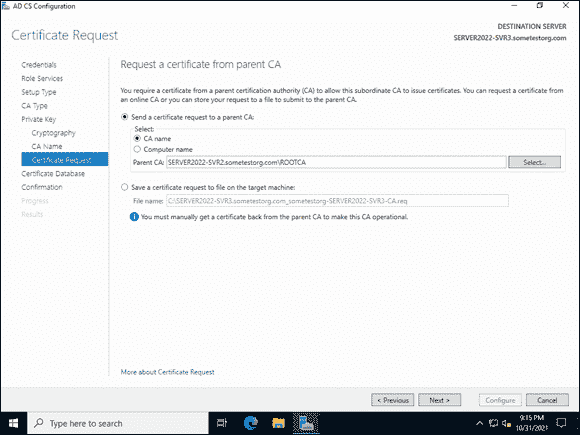 AD CS Configuration
Certificate Request
DESTINATION SERVER
SERVER2022-SVR3.sometestorg.com
Credentials
Role Services
Setup Type
CA Type
Private Key
Cryptography
CA Name
Certificate Request
Certificate Database
Confirmation
Progress
Results
Request a certificate from parent CA
You require a certificate from a parent certification authority (CA) to allow this subordinate CA to issue certificates. You can request a certificate from
an online CA or you can store your request to a file to submit to the parent CA.
Send a certificate request to a parent CA:
Select:
CA name
Computer name
Parent CA: SERVER2022-SVR2.sometestorg.com\ROOTCA Select...
Save a certificate request to file on the target machine:
File name: C:\SERVER2022-SVR3.sometestorg.com_sometestorg-SERVER2022-SVR3-CA.req
You must manually get a certificate back from the parent CA to make this CA operational.
More about Certificate Request
< Previous Next > Configure Cancel
Type here to search
9:15 PM
10/31/2021